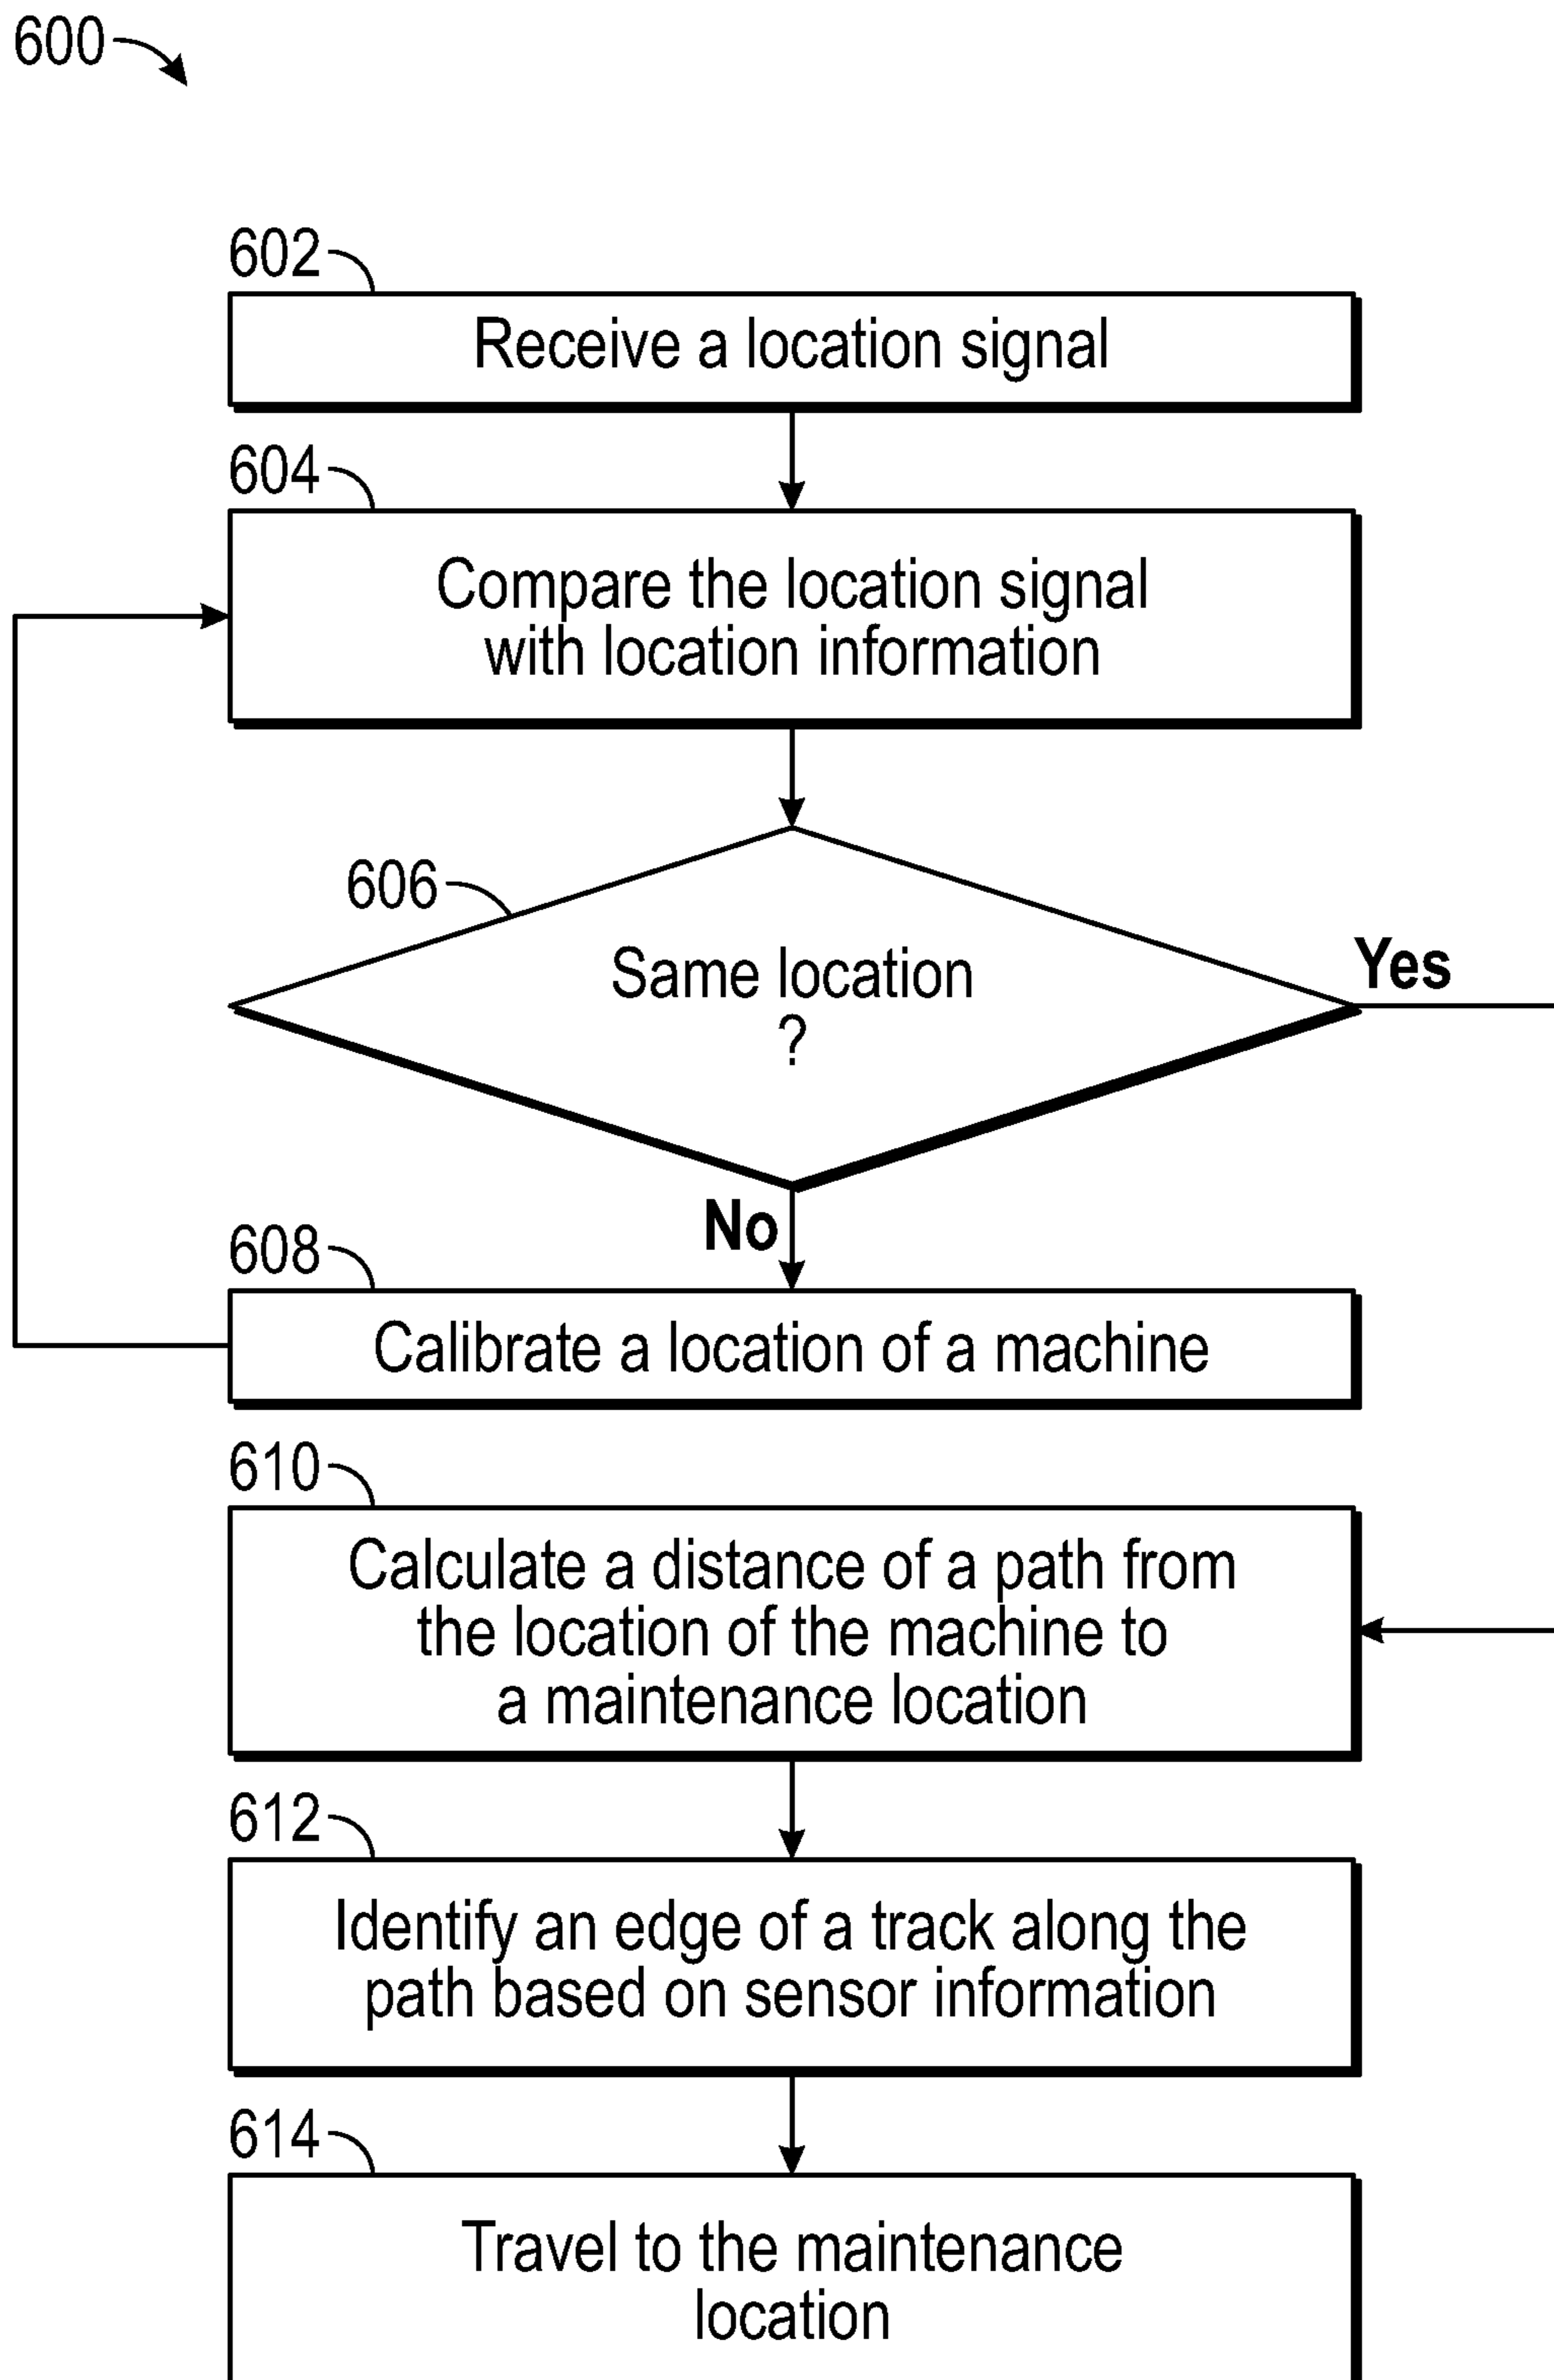 600
602
Receive a location signal
604
Compare the location signal
with location information
606
Same location
?
Yes
No
608
Calibrate a location of a machine
610
Calculate a distance of a path from
the location of the machine to
a maintenance location
612
Identify an edge of a track along the
path based on sensor information
614
Travel to the maintenance
location